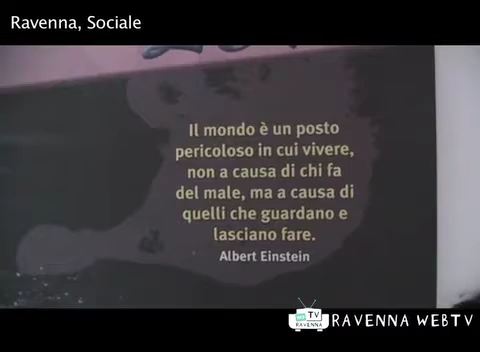 Ravenna, Sociale
Il mondo è un posto
pericoloso in cui vivere,
non a causa di chi fa
del male, ma a causa di
quelli che guardano e
lasciano fare.
Albert Einstein
WEB TV
RAVENNA
RAVENNA WEBTV